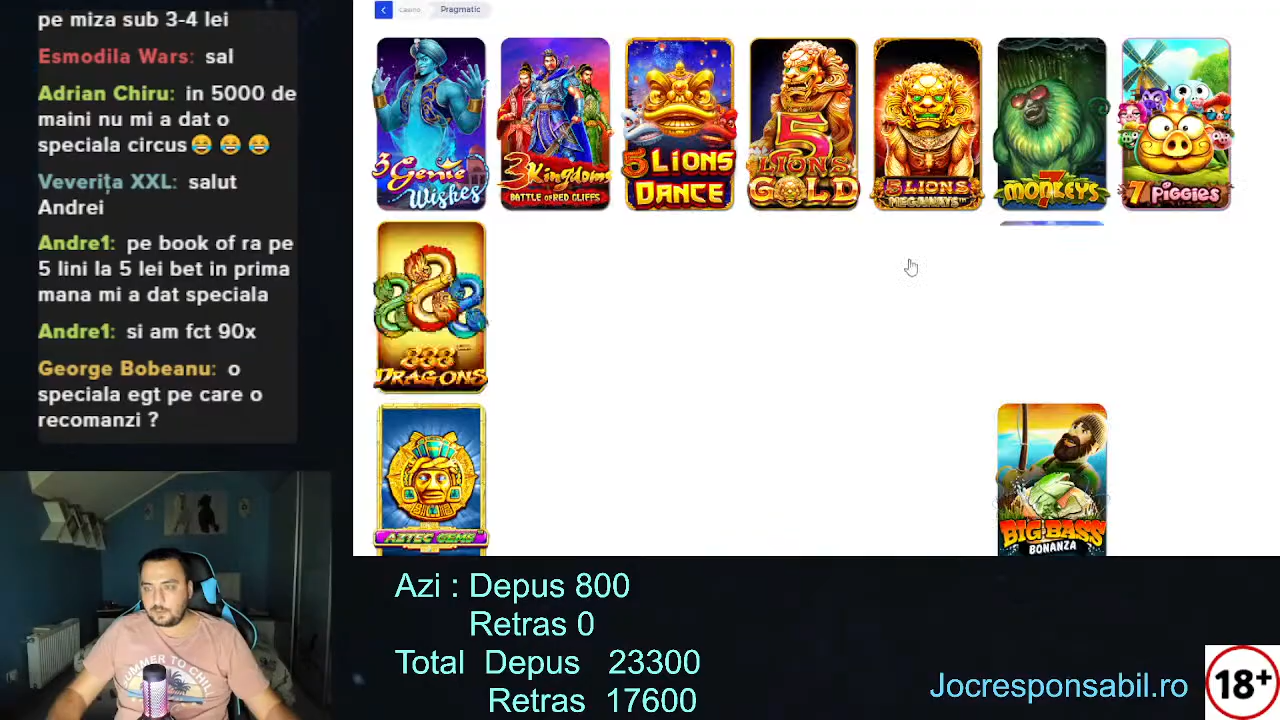 pe miza sub 3-4 lei
Esmodila Wars: sal
Adrian Chiru: in 5000 de
maini nu mi a dat o
speciala circus😂 😂 😂
Veverița XXL: salut
Andrei
Andre1: pe book of ra pe
5 lini la 5 lei bet in prima
mana mi a dat speciala
Andre1: si am fct 90x
George Bobeanu: o
speciala egt pe care o
recomanzi ?
casino
Pragmatic
3 Genie
Wishes
3 Kingdoms
BATTLE OF RED CLIFFS
5 LIONS
DANCE
5
LIONS
GOLD
5 LIONS
MEGAWAYS™
7
MONKEYS
7 PIGGIES
888
DRAGONS
AZTEC GEMS
BIG BASS
BONANZA
SUMMER TO CHILL
Azi : Depus 800
Retras 0
Total Depus 23300
Retras 17600
Jocresponsabil.ro
18+